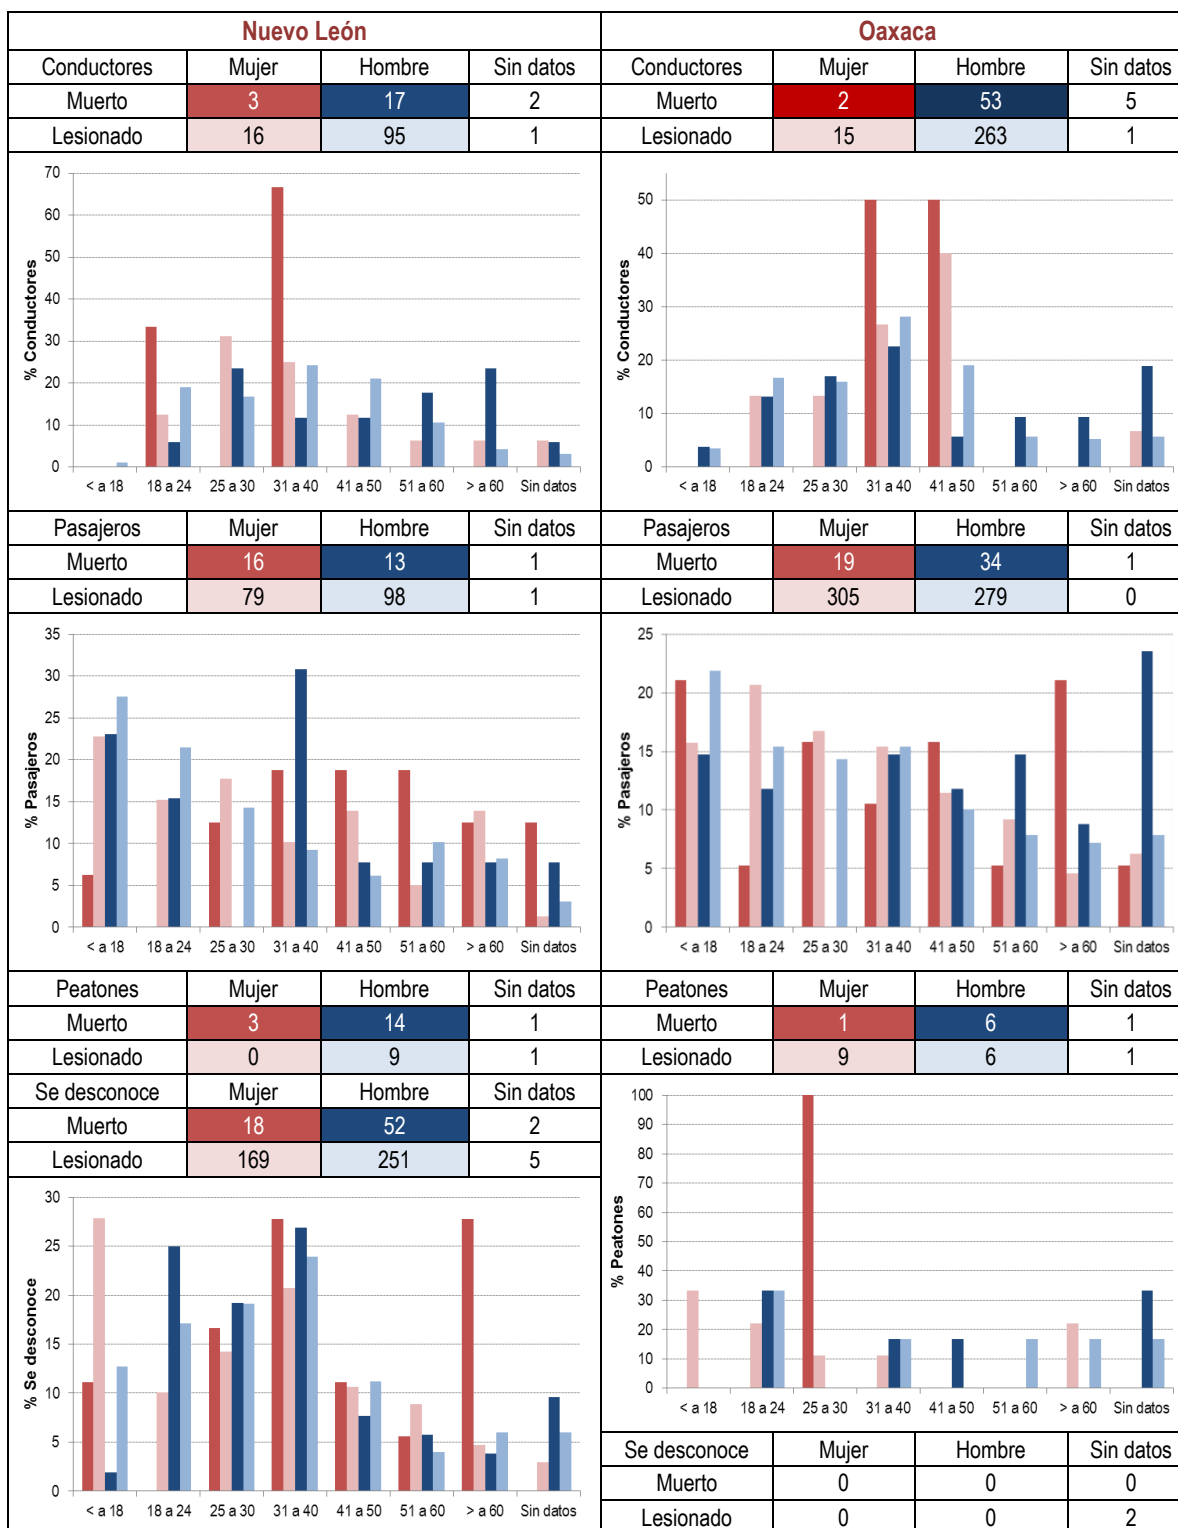 Nuevo León
Conductores Mujer Hombre Sin datos
Muerto 3 17 2
Lesionado 16 95 1
70
60
50
40
30
20
10
0
% Conductores
< a 18 18 a 24 25 a 30 31 a 40 41 a 50 51 a 60 > a 60 Sin datos
Pasajeros Mujer Hombre Sin datos
Muerto 16 13 1
Lesionado 79 98 1
35
30
25
20
15
10
5
0
% Pasajeros
< a 18 18 a 24 25 a 30 31 a 40 41 a 50 51 a 60 > a 60 Sin datos
Peatones Mujer Hombre Sin datos
Muerto 3 14 1
Lesionado 0 9 1
Se desconoce Mujer Hombre Sin datos
Muerto 18 52 2
Lesionado 169 251 5
30
25
20
15
10
5
0
% Se desconoce
< a 18 18 a 24 25 a 30 31 a 40 41 a 50 51 a 60 > a 60 Sin datos
Oaxaca
Conductores Mujer Hombre Sin datos
Muerto 2 53 5
Lesionado 15 263 1
50
40
30
20
10
0
% Conductores
< a 18 18 a 24 25 a 30 31 a 40 41 a 50 51 a 60 > a 60 Sin datos
Pasajeros Mujer Hombre Sin datos
Muerto 19 34 1
Lesionado 305 279 0
25
20
15
10
5
0
% Pasajeros
< a 18 18 a 24 25 a 30 31 a 40 41 a 50 51 a 60 > a 60 Sin datos
Peatones Mujer Hombre Sin datos
Muerto 1 6 1
Lesionado 9 6 1
100
90
80
70
60
50
40
30
20
10
0
% Peatones
< a 18 18 a 24 25 a 30 31 a 40 41 a 50 51 a 60 > a 60 Sin datos
Se desconoce Mujer Hombre Sin datos
Muerto 0 0 0
Lesionado 0 0 2